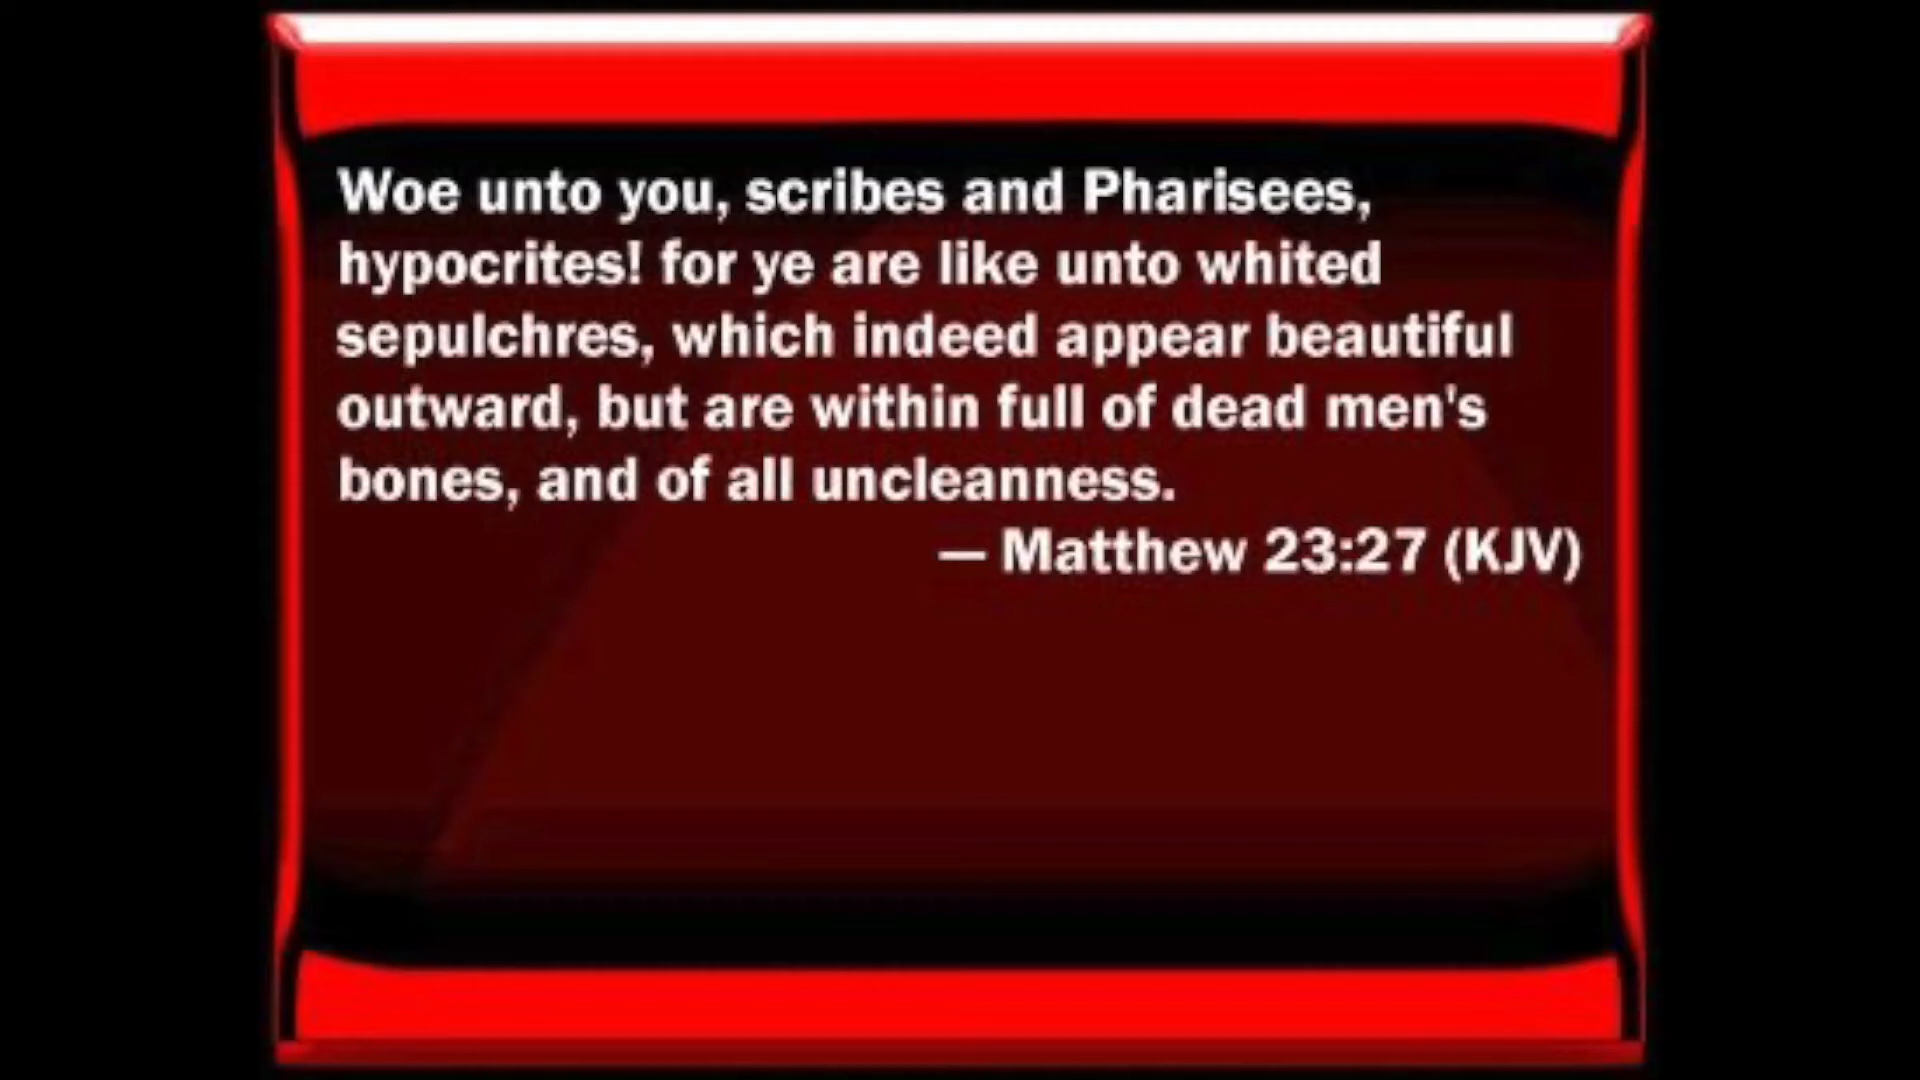 Woe unto you, scribes and Pharisees,
hypocrites! for ye are like unto whited
sepulchres, which indeed appear beautiful
outward, but are within full of dead men's
bones, and of all uncleanness.
— Matthew 23:27 (KJV)